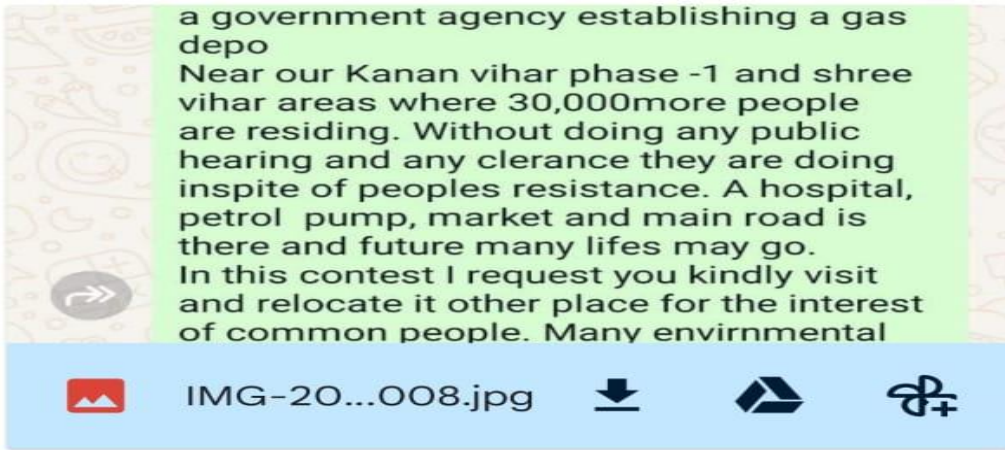 a government agency establishing a gas
depo
Near our Kanan vihar phase -1 and shree
vihar areas where 30,000more people
are residing. Without doing any public
hearing and any clerance they are doing
inspite of peoples resistance. A hospital,
petrol pump, market and main road is
there and future many lifes may go.
In this contest I request you kindly visit
and relocate it other place for the interest
of common people. Many envirnmental
IMG-20...008.jpg